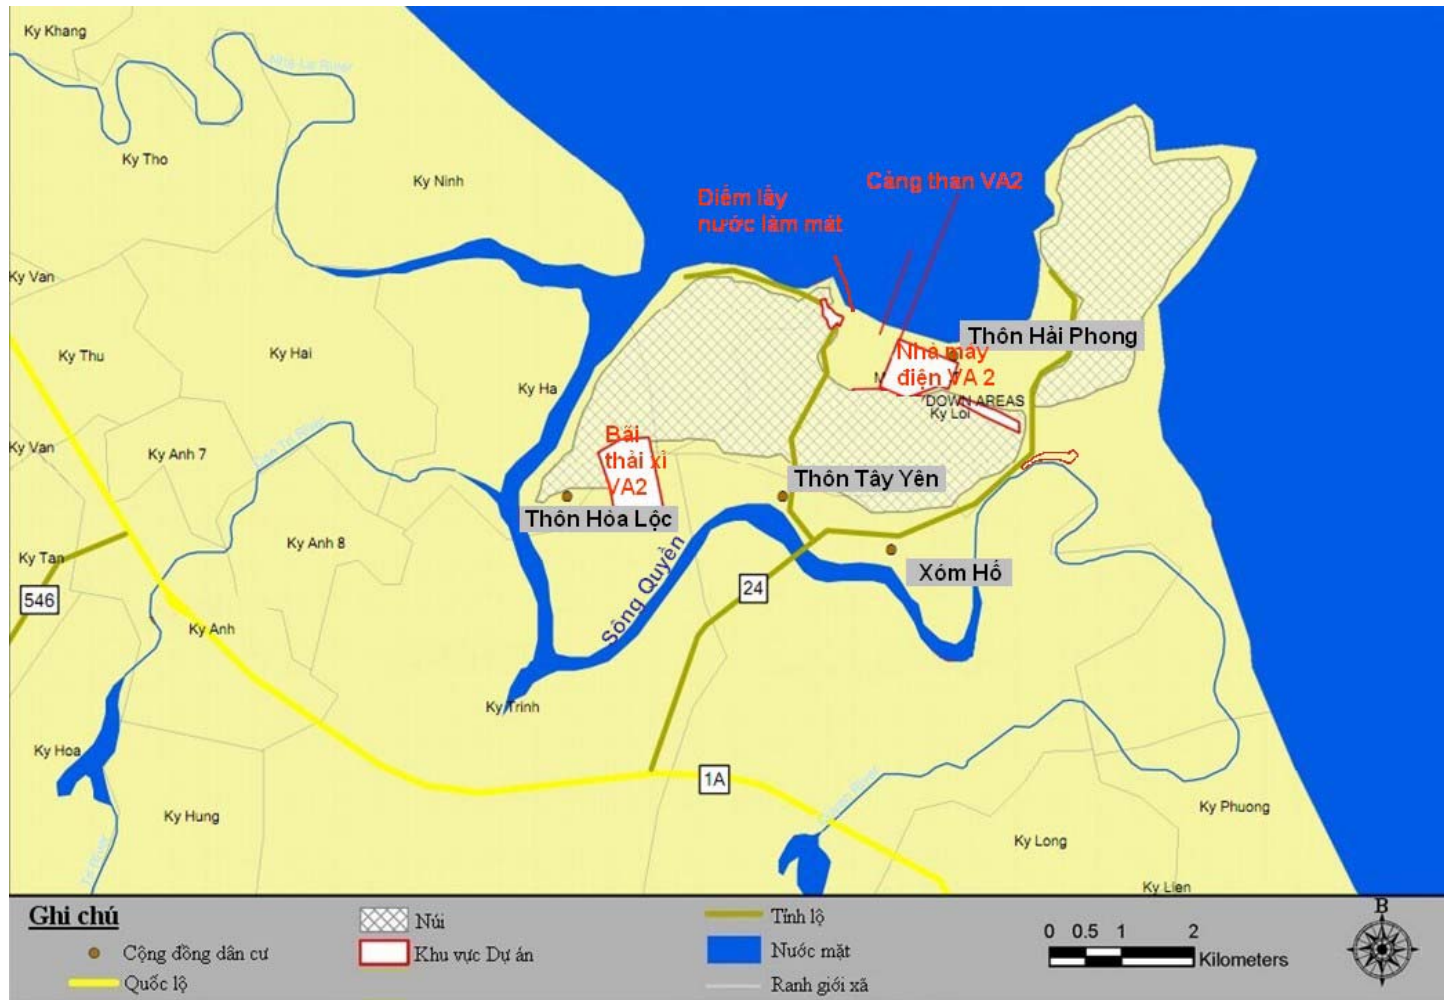 Ky Khang
Nha Le River
Ky Tho
Ky Ninh
Cảng than VA2
Điểm lấy
nước làm mát
Ky Van
Ky Thu
Ky Hai
Ky Ha
Thôn Hải Phong
Nhà máy
điện VA 2
DOWN AREAS
Ky Loi
Ky Van
Ky Anh 7
Bãi
thải xỉ
VA2
Thôn Tây Yên
Thôn Hòa Lộc
Ky Tan
Ky Anh 8
Xóm Hố
546
24
Sông Quyền
Ky Anh
Ky Trinh
Ky Hoa
1A
Ky Hung
Ky Phuong
Ky Long
Ky Lien
River
Ghi chú
Cộng đồng dân cư
Quốc lộ
Núi
Khu vực Dự án
Tỉnh lộ
Nước mặt
Ranh giới xã
0 0.5 1 2
Kilometers
B